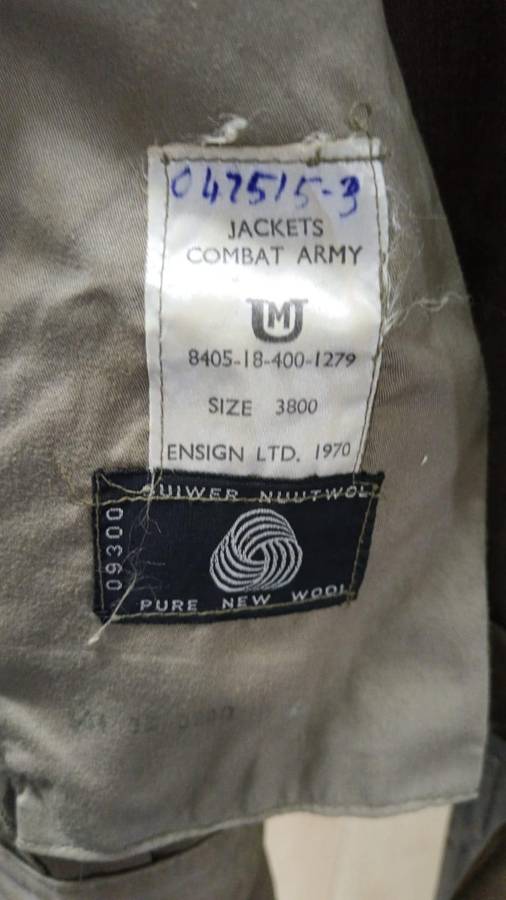 047515-3
JACKETS
COMBAT ARMY
UM
8405-18-400-1279
SIZE 3800
ENSIGN LTD. 1970
SUIWER NUUTWOL
09300
PURE NEW WOOL